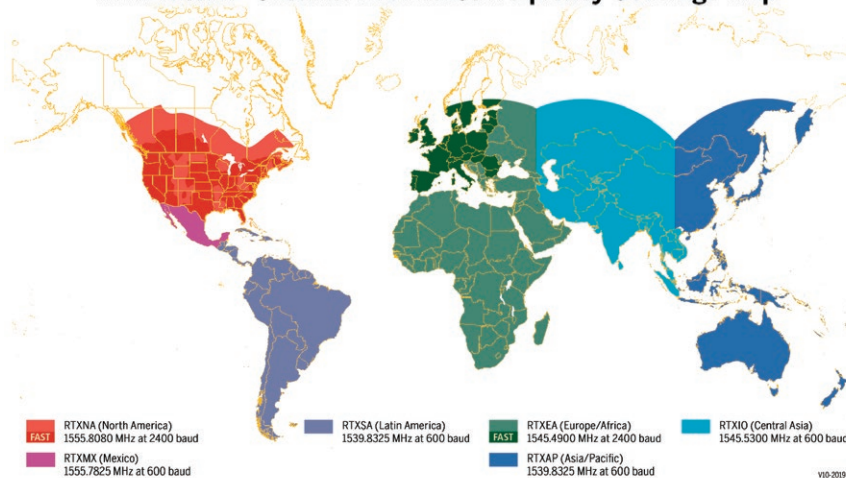 RTXNA (North America)
FAST 1555.8080 MHz at 2400 baud
RTXMX (Mexico)
1555.7825 MHz at 600 baud
RTXSA (Latin America)
1539.8325 MHz at 600 baud
RTXEA (Europe/Africa)
FAST 1545.4900 MHz at 2400 baud
RTXAP (Asia/Pacific)
1539.8325 MHz at 600 baud
RTXIO (Central Asia)
1545.5300 MHz at 600 baud
V10-2019